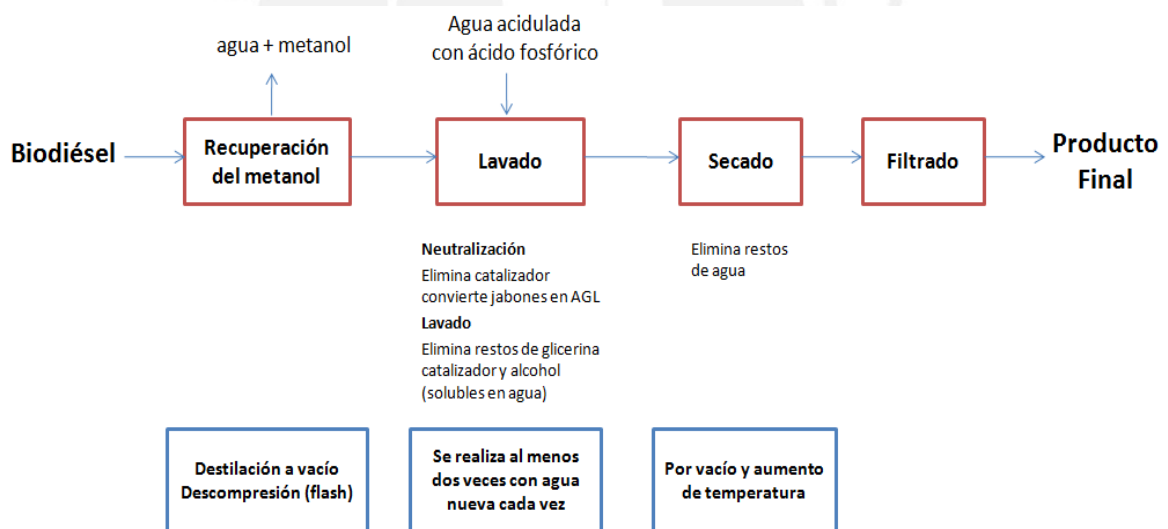 agua + metanol
Agua acidulada
con ácido fosfórico
Biodiésel
Recuperación
del metanol
Lavado
Secado
Filtrado
Producto
Final
Neutralización
Elimina catalizador
convierte jabones en AGL
Lavado
Elimina restos de glicerina
catalizador y alcohol
(solubles en agua)
Elimina restos
de agua
Destilación a vacío
Descompresión (flash)
Se realiza al menos
dos veces con agua
nueva cada vez
Por vacío y aumento
de temperatura